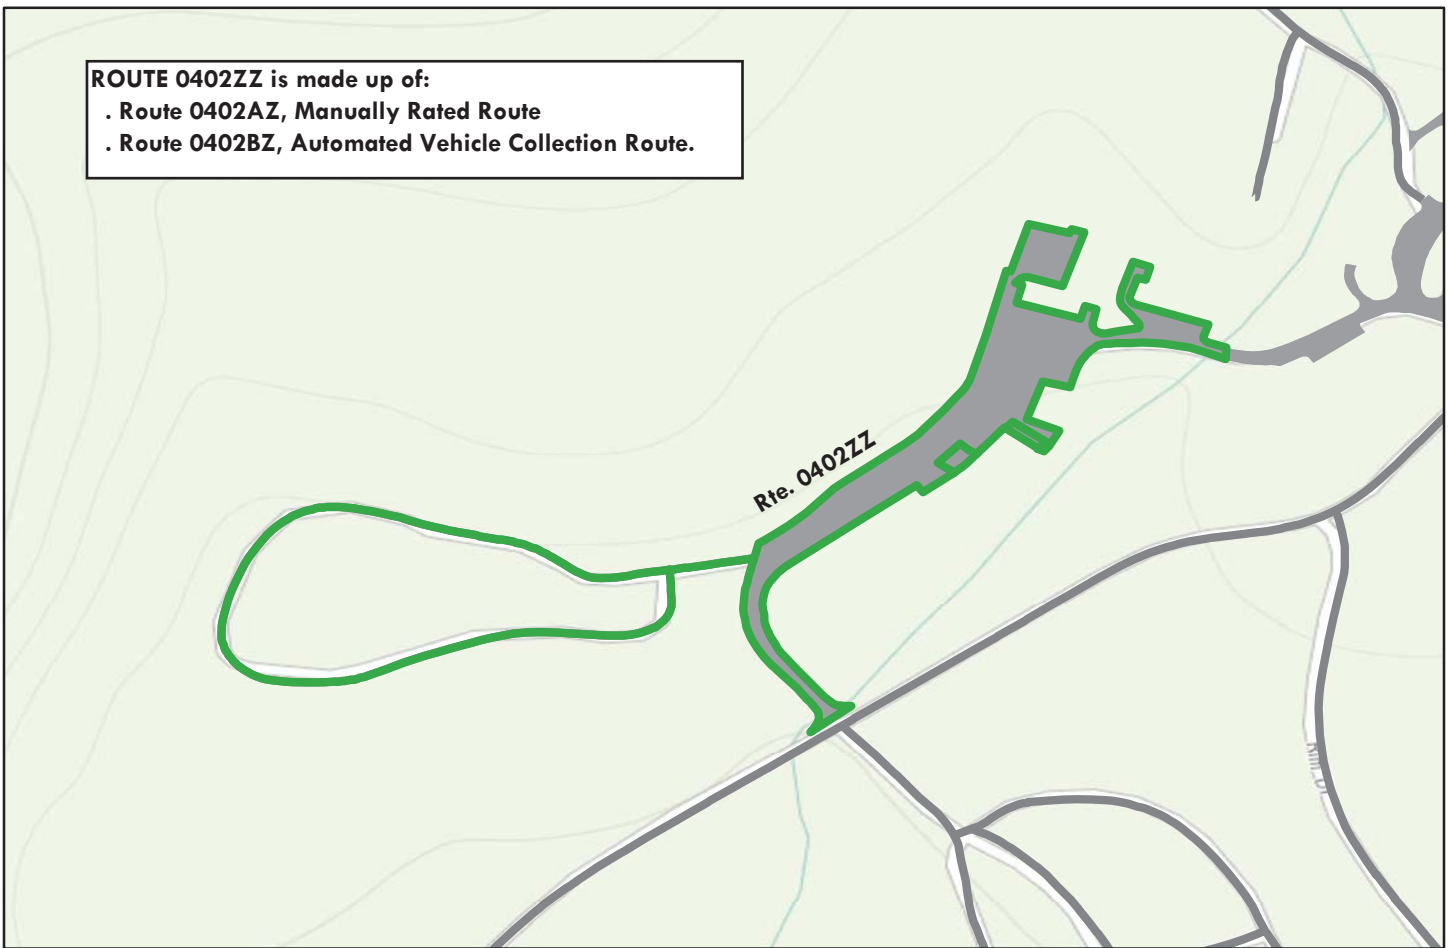 ROUTE 0402ZZ is made up of:
. Route 0402AZ, Manually Rated Route
. Route 0402BZ, Automated Vehicle Collection Route.
Rte. 0402ZZ